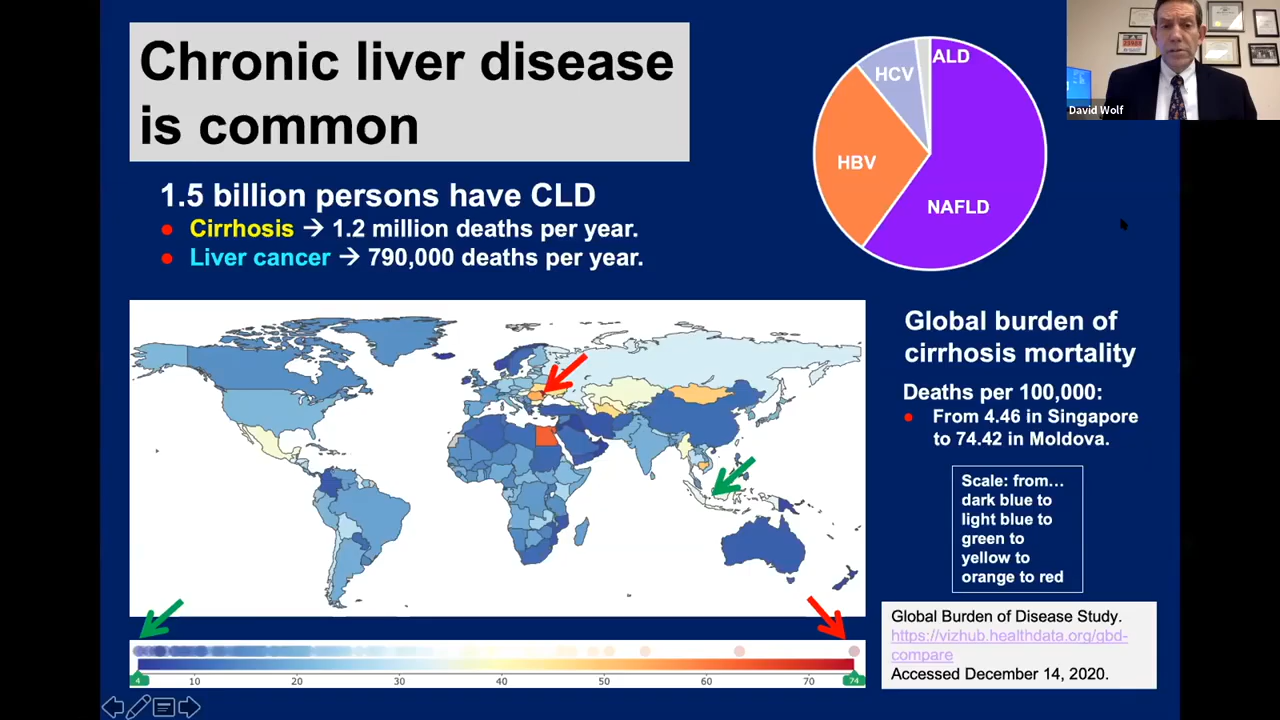 Chronic liver disease
is common
1.5 billion persons have CLD
● Cirrhosis → 1.2 million deaths per year.
● Liver cancer → 790,000 deaths per year.
ALD
HCV
HBV
NAFLD
David Wolf
Global burden of
cirrhosis mortality
Deaths per 100,000:
● From 4.46 in Singapore
to 74.42 in Moldova.
Scale: from…
dark blue to
light blue to
green to
yellow to
orange to red
4 10 20 30 40 50 60 70 74
Global Burden of Disease Study.
https://vizhub.healthdata.org/gbd-
compare
Accessed December 14, 2020.